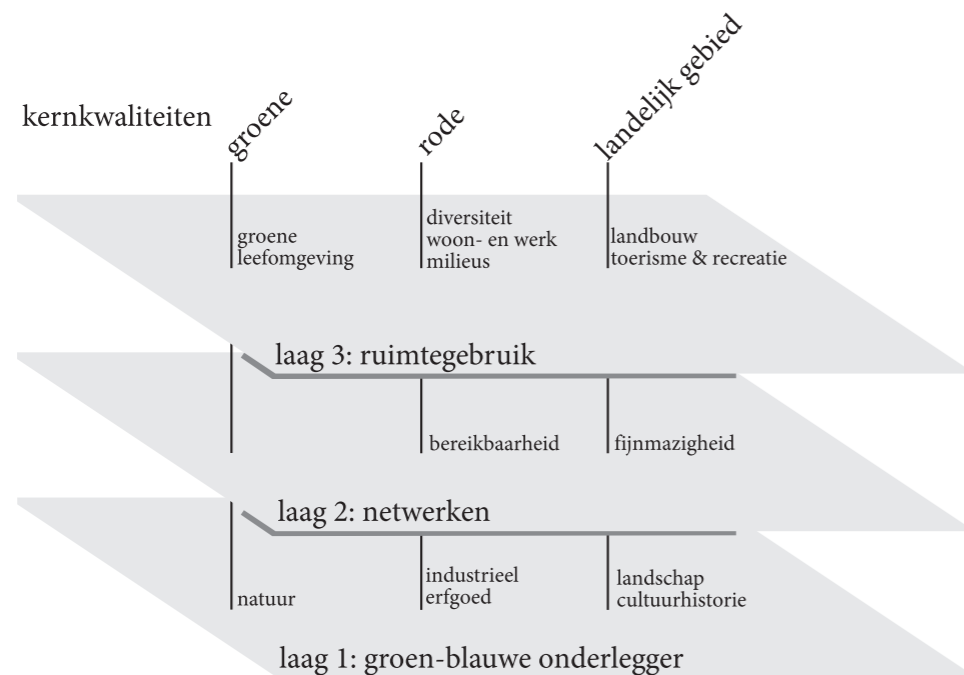 kernkwaliteiten
groene
rode
landelijk gebied
groene
leefomgeving
diversiteit
woon- en werk
milieus
landbouw
toerisme & recreatie
laag 3: ruimtegebruik
bereikbaarheid
fijnmazigheid
laag 2: netwerken
natuur
industrieel
erfgoed
landschap
cultuurhistorie
laag 1: groen-blauwe onderlegger